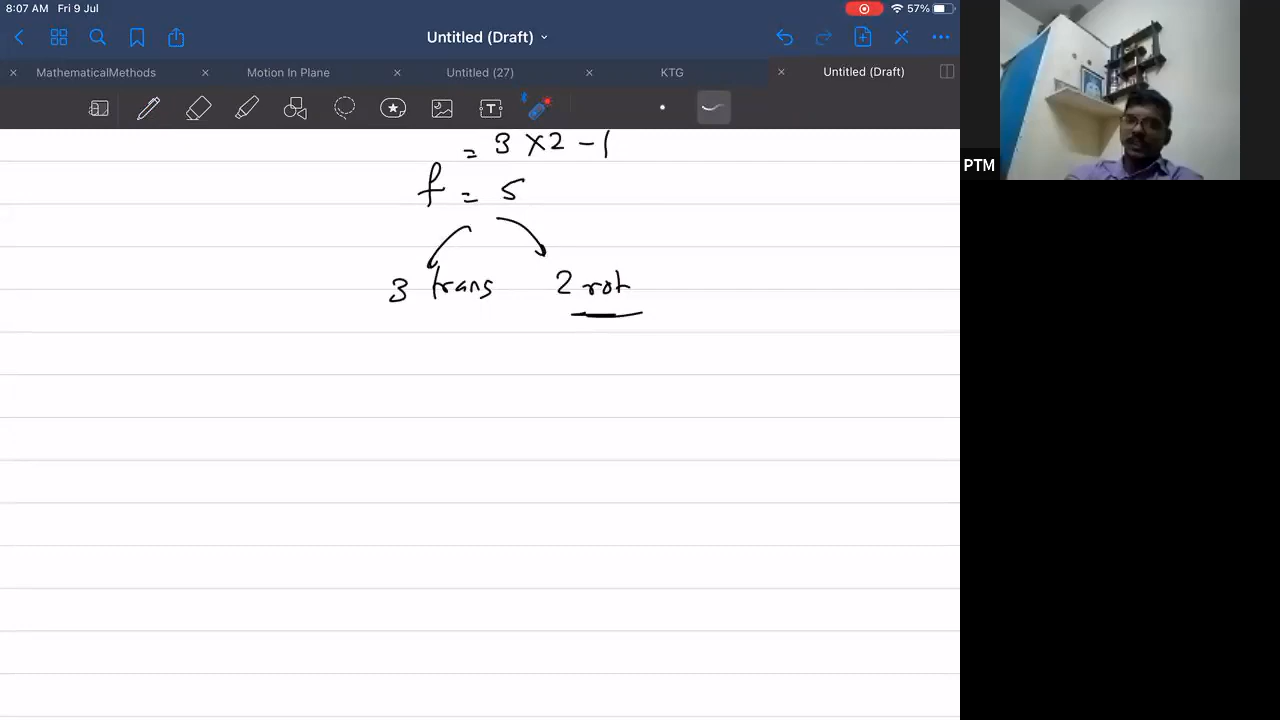 8:07 AM Fri 9 Jul 57%
Untitled (Draft)
MathematicalMethods Motion In Plane Untitled (27) KTG Untitled (Draft)
= 3 × 2 - 1
f = 5
3 trans 2 rot
PTM